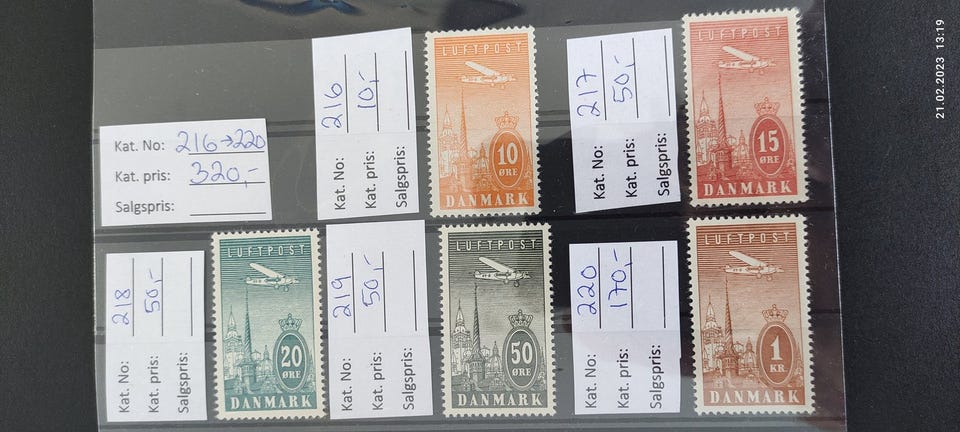 Kat. No: 216→220
Kat. pris: 320,-
Salgspris:
Kat. No: 216
Kat. pris: 10,-
Salgspris:
LUFTPOST
10
ØRE
DANMARK
Kat. No: 217
Kat. pris: 50,-
Salgspris:
LUFTPOST
15
ØRE
DANMARK
Kat. No: 218
Kat. pris: 50,-
Salgspris:
LUFTPOST
20
ØRE
DANMARK
Kat. No: 219
Kat. pris: 50,-
Salgspris:
LUFTPOST
50
ØRE
DANMARK
Kat. No: 220
Kat. pris: 170,-
Salgspris:
LUFTPOST
1
KR.
DANMARK
21.02.2023 13:19